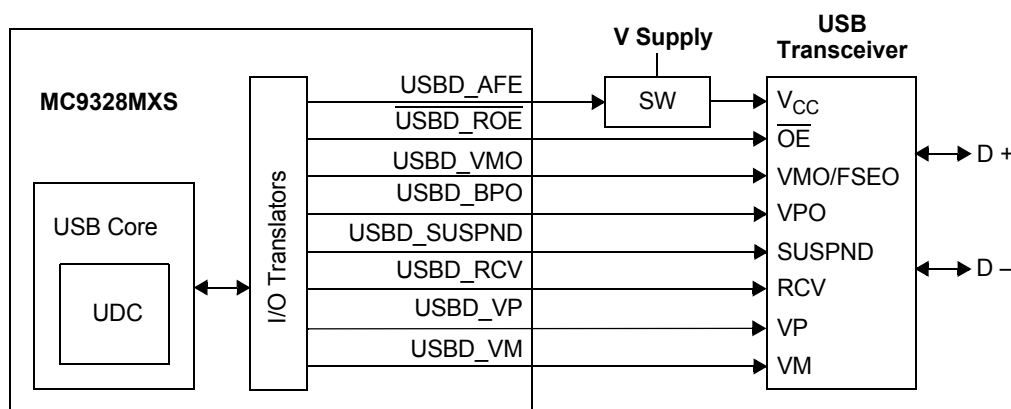 V Supply
USB
Transceiver
MC9328MXS
USB Core
UDC
I/O Translators
USBD_AFE
USBD_ROE
USBD_VMO
USBD_BPO
USBD_SUSPND
USBD_RCV
USBD_VP
USBD_VM
SW
VCC
OE
VMO/FSEO
VPO
SUSPND
RCV
VP
VM
D +
D –